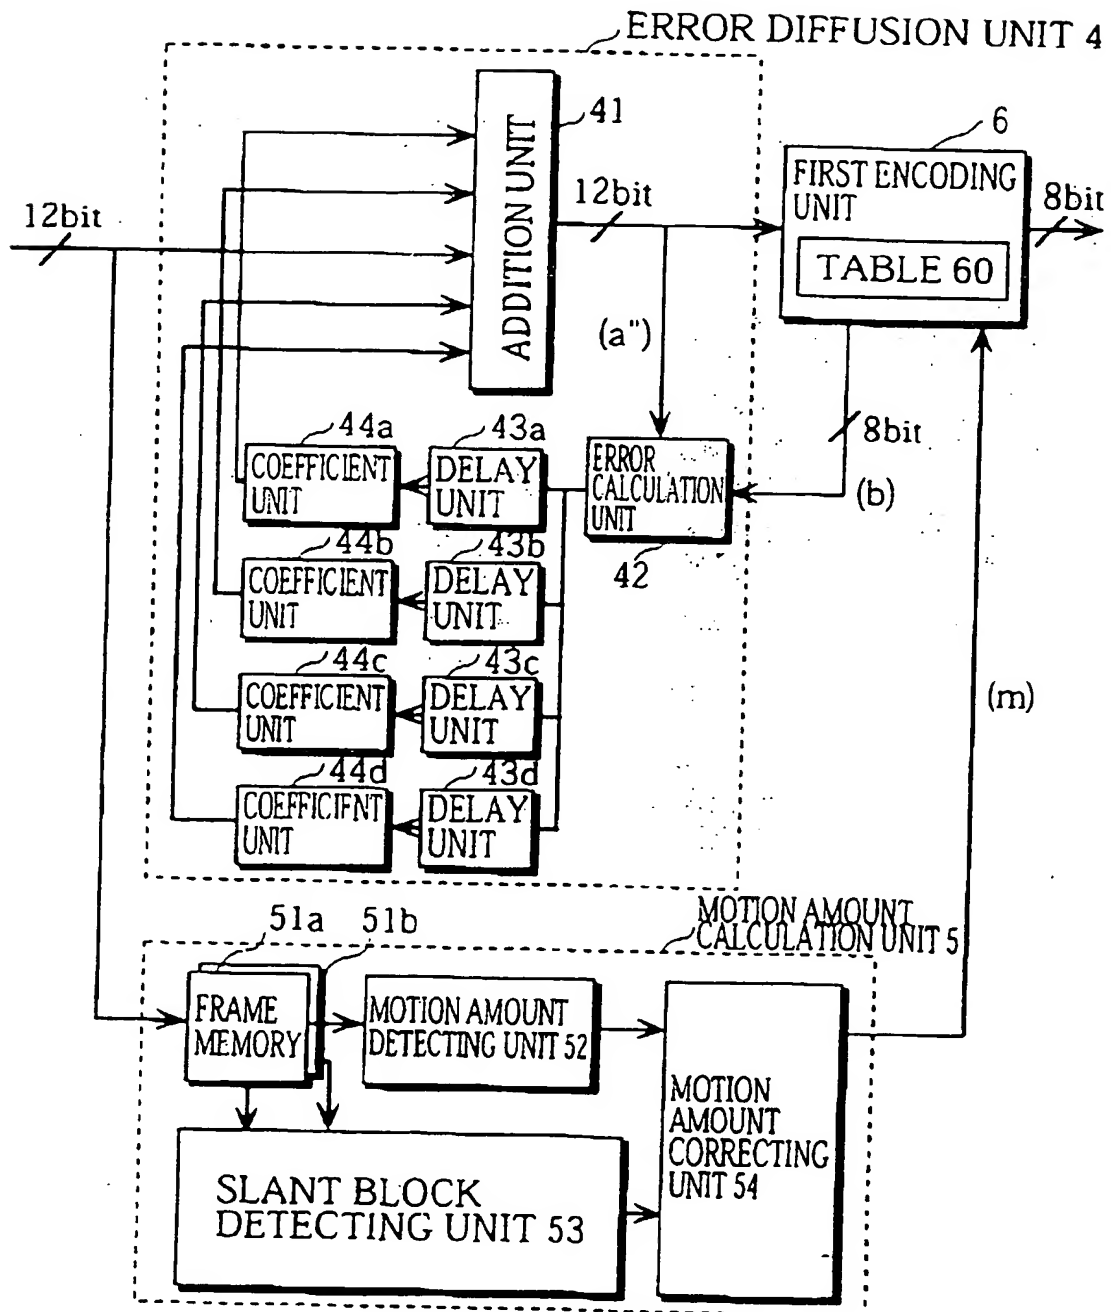 ERROR DIFFUSION UNIT 4
41
ADDITION UNIT
12bit
12bit
6
FIRST ENCODING
UNIT
TABLE 60
8bit
(a")
8bit
(b)
44a
COEFFICIENT
UNIT
43a
DELAY
UNIT
ERROR
CALCULATION
UNIT
42
44b
COEFFICIENT
UNIT
43b
DELAY
UNIT
44c
COEFFICIENT
UNIT
43c
DELAY
UNIT
(m)
44d
COEFFICIENT
UNIT
43d
DELAY
UNIT
MOTION AMOUNT
CALCULATION UNIT 5
51a
51b
FRAME
MEMORY
MOTION AMOUNT
DETECTING UNIT 52
MOTION
AMOUNT
CORRECTING
UNIT 54
SLANT BLOCK
DETECTING UNIT 53